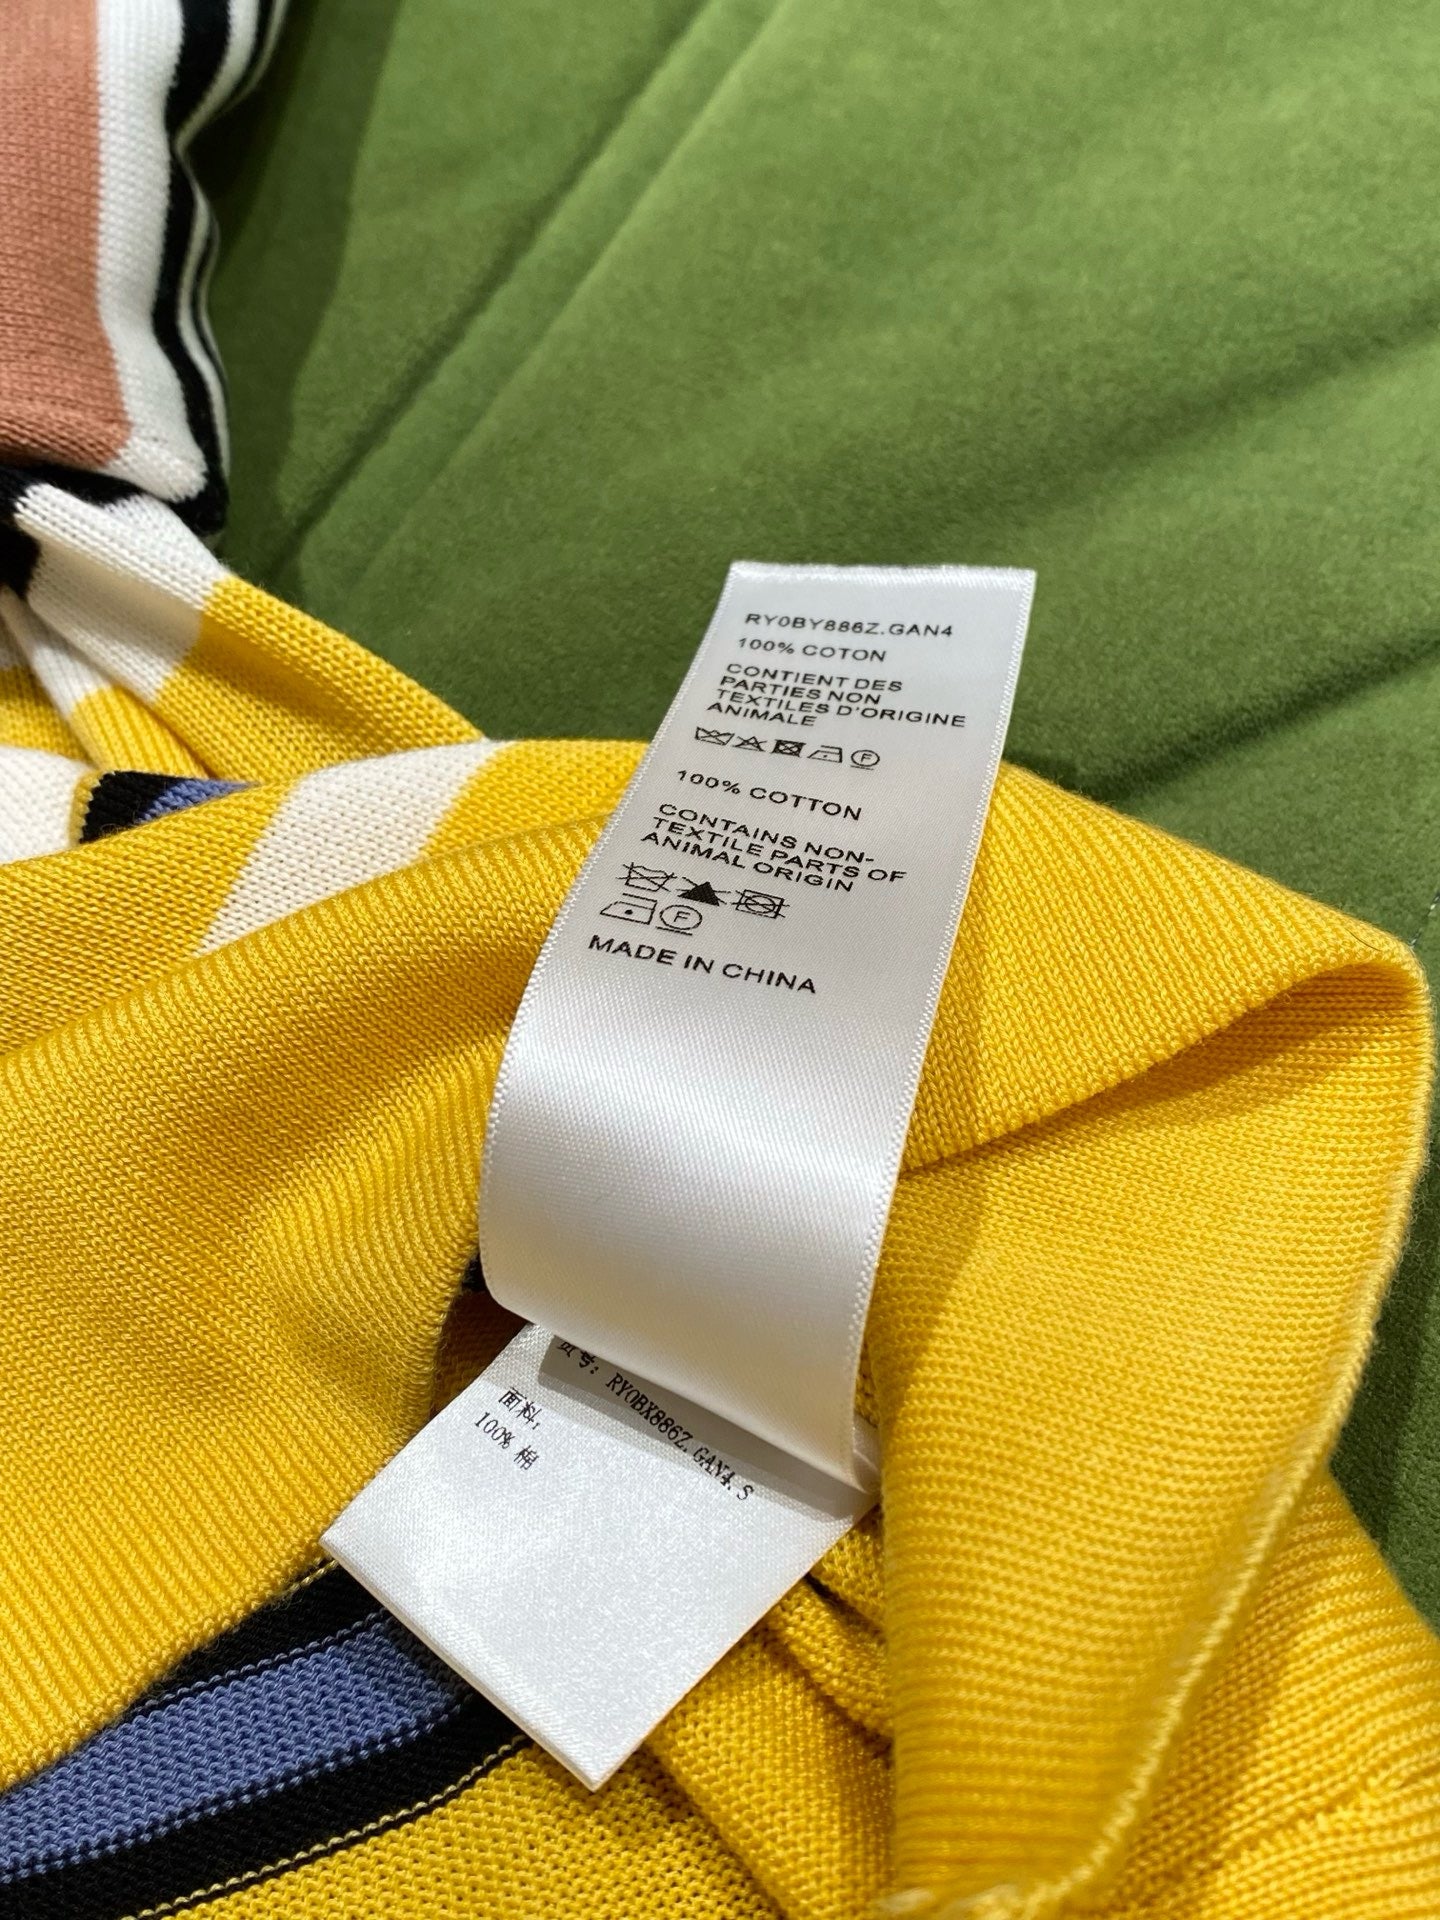 RY0BY886Z.GAN4
100% COTON
CONTIENT DES
PARTIES NON
TEXTILES D'ORIGINE
ANIMALE
F
100% COTTON
CONTAINS NON-
TEXTILE PARTS OF
ANIMAL ORIGIN
F
MADE IN CHINA
号: RY0BX886Z.GAN4.S
面料:
100% 棉